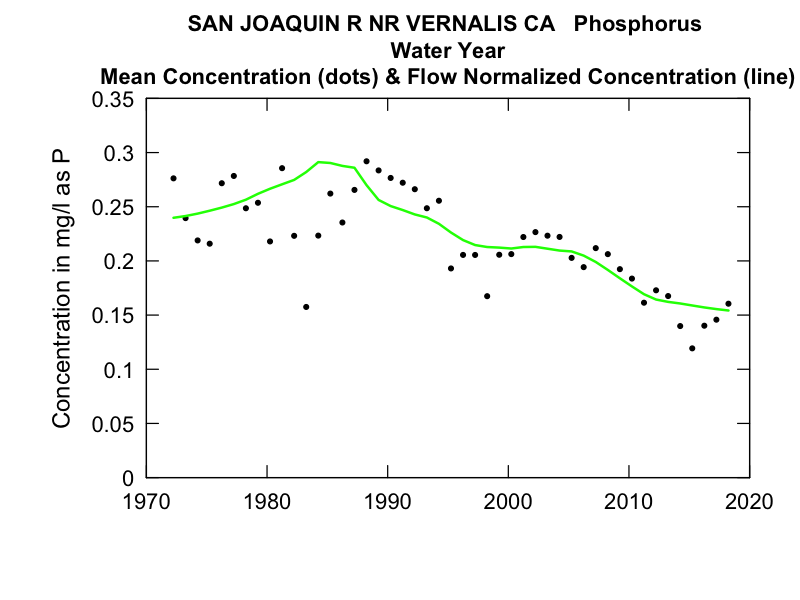 SAN JOAQUIN R NR VERNALIS CA   Phosphorus
Water Year
Mean Concentration (dots) & Flow Normalized Concentration (line)
Concentration in mg/l as P
0.35
0.3
0.25
0.2
0.15
0.1
0.05
0
1970 1980 1990 2000 2010 2020